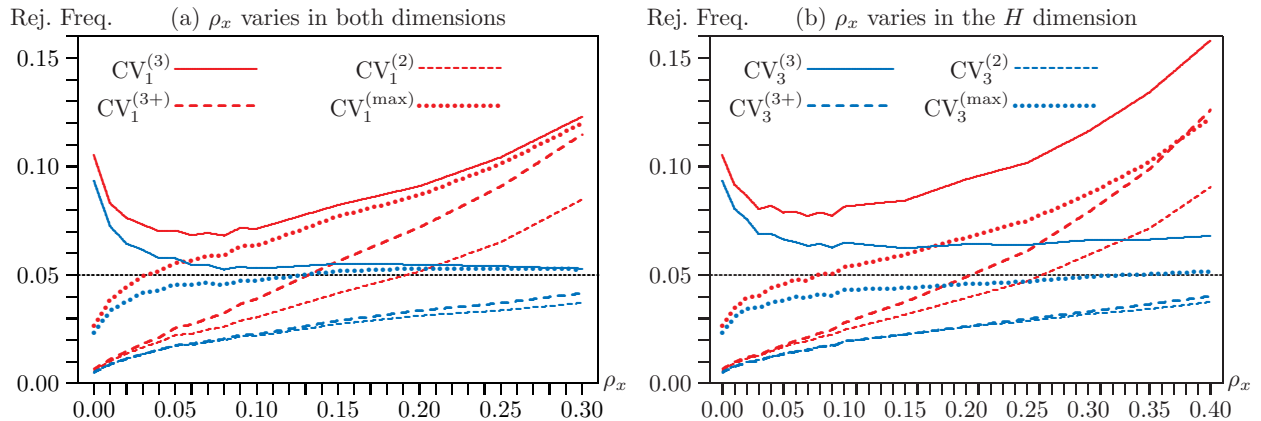 Rej. Freq. (a) ρₓ varies in both dimensions
0.15
0.10
0.05
0.00
CV₁⁽³⁾ CV₁⁽²⁾
CV₁⁽³⁺⁾ CV₁⁽ᵐᵃˣ⁾
0.00 0.05 0.10 0.15 0.20 0.25 0.30
ρₓ
Rej. Freq. (b) ρₓ varies in the H dimension
0.15
0.10
0.05
0.00
CV₃⁽³⁾ CV₃⁽²⁾
CV₃⁽³⁺⁾ CV₃⁽ᵐᵃˣ⁾
0.00 0.05 0.10 0.15 0.20 0.25 0.30 0.35 0.40
ρₓ